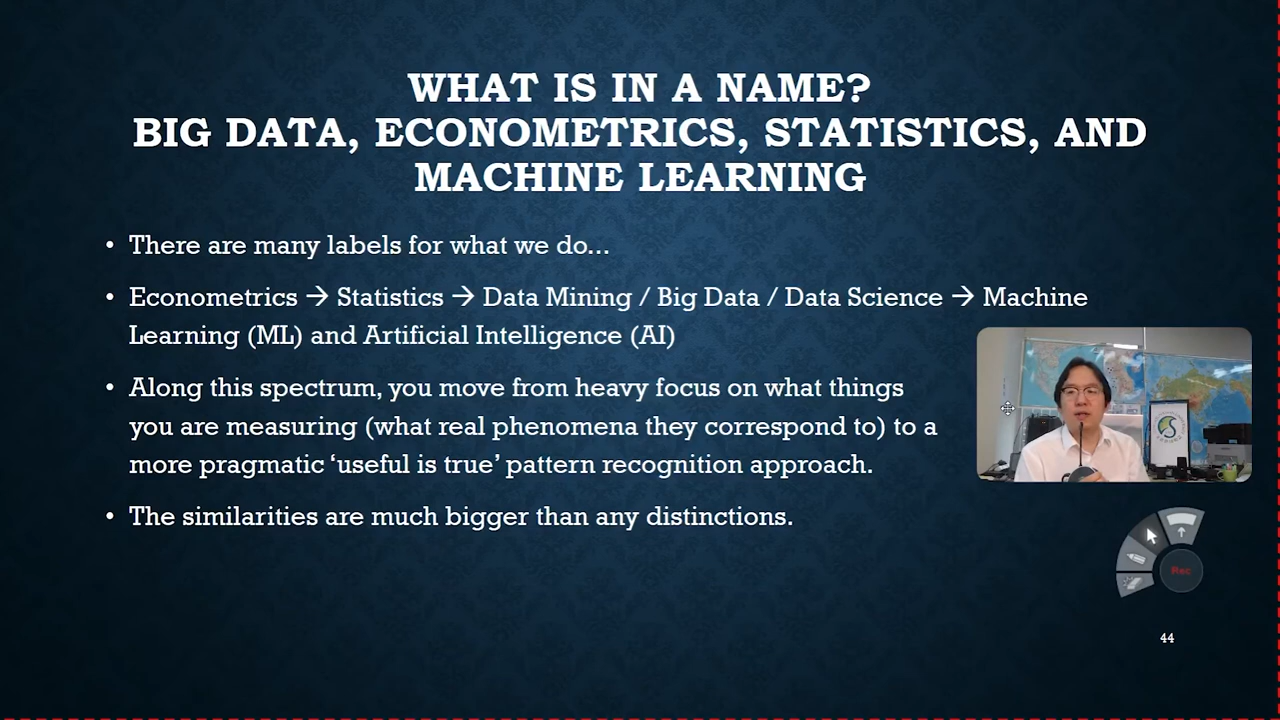 WHAT IS IN A NAME?
BIG DATA, ECONOMETRICS, STATISTICS, AND
MACHINE LEARNING
• There are many labels for what we do...
• Econometrics → Statistics → Data Mining / Big Data / Data Science → Machine
Learning (ML) and Artificial Intelligence (AI)
• Along this spectrum, you move from heavy focus on what things
you are measuring (what real phenomena they correspond to) to a
more pragmatic ‘useful is true’ pattern recognition approach.
• The similarities are much bigger than any distinctions.
Rec
44